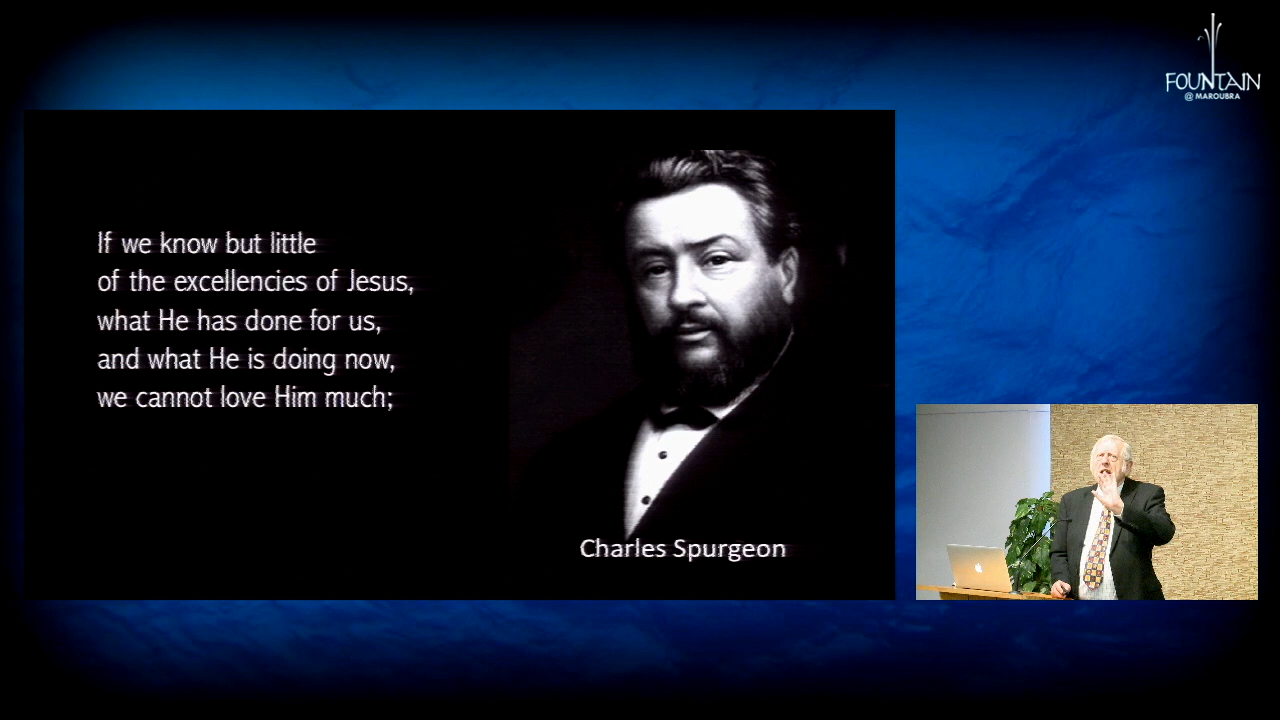 FOUNTAIN
@ MAROUBRA
If we know but little
of the excellencies of Jesus,
what He has done for us,
and what He is doing now,
we cannot love Him much;
Charles Spurgeon